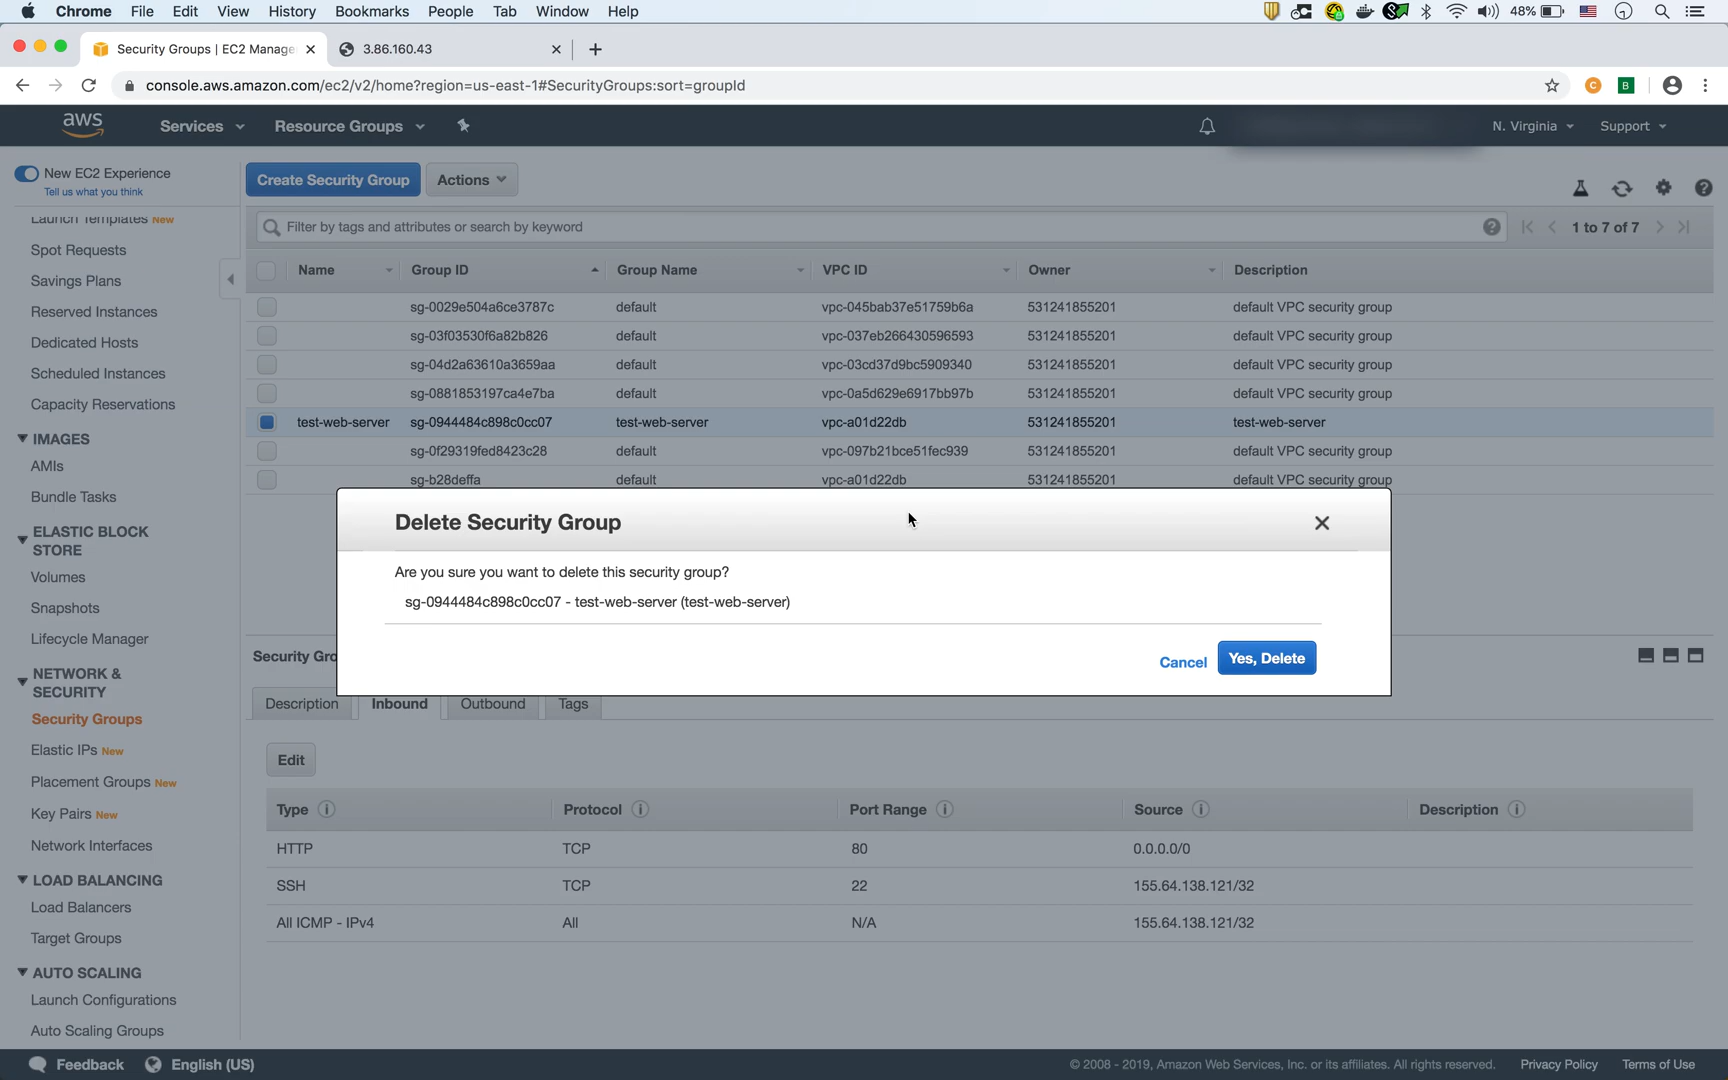 Chrome File Edit View History Bookmarks People Tab Window Help 48%
Security Groups | EC2 Manage 3.86.160.43
console.aws.amazon.com/ec2/v2/home?region=us-east-1#SecurityGroups:sort=groupId
aws Services Resource Groups N. Virginia Support
New EC2 Experience
Tell us what you think
Launch Templates New
Spot Requests
Savings Plans
Reserved Instances
Dedicated Hosts
Scheduled Instances
Capacity Reservations
IMAGES
AMIs
Bundle Tasks
ELASTIC BLOCK
STORE
Volumes
Snapshots
Lifecycle Manager
NETWORK &
SECURITY
Security Groups
Elastic IPs New
Placement Groups New
Key Pairs New
Network Interfaces
LOAD BALANCING
Load Balancers
Target Groups
AUTO SCALING
Launch Configurations
Auto Scaling Groups
Create Security Group Actions
Filter by tags and attributes or search by keyword 1 to 7 of 7
Name Group ID Group Name VPC ID Owner Description
sg-0029e504a6ce3787c default vpc-045bab37e51759b6a 531241855201 default VPC security group
sg-03f03530f6a82b826 default vpc-037eb266430596593 531241855201 default VPC security group
sg-04d2a63610a3659aa default vpc-03cd37d9bc5909340 531241855201 default VPC security group
sg-0881853197ca4e7ba default vpc-0a5d629e6917bb97b 531241855201 default VPC security group
test-web-server sg-0944484c898c0cc07 test-web-server vpc-a01d22db 531241855201 test-web-server
sg-0f29319fed8423c28 default vpc-097b21bce51fec939 531241855201 default VPC security group
sg-b28deffa default vpc-a01d22db 531241855201 default VPC security group
Delete Security Group
Are you sure you want to delete this security group?
sg-0944484c898c0cc07 - test-web-server (test-web-server)
Cancel Yes, Delete
Security Gro
Description Inbound Outbound Tags
Edit
Type Protocol Port Range Source Description
HTTP TCP 80 0.0.0.0/0
SSH TCP 22 155.64.138.121/32
All ICMP - IPv4 All N/A 155.64.138.121/32
Feedback English (US) © 2008 - 2019, Amazon Web Services, Inc. or its affiliates. All rights reserved. Privacy Policy Terms of Use